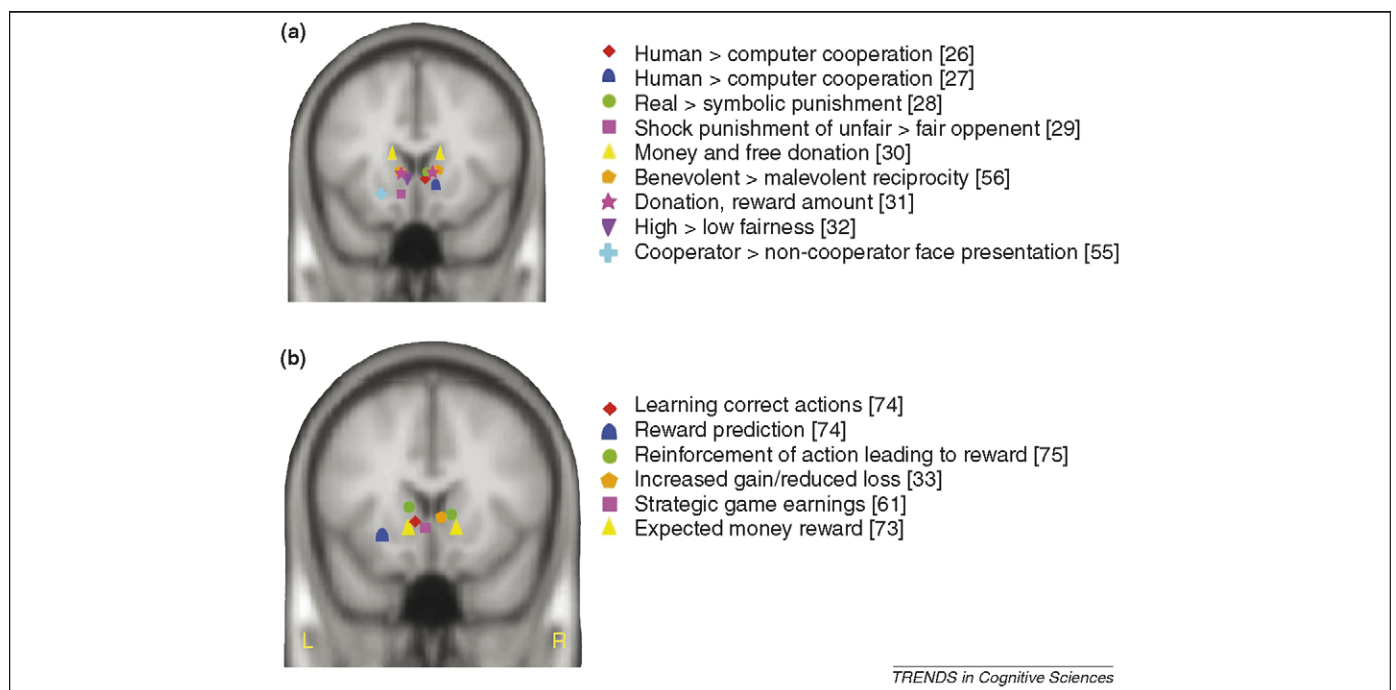 (a)
Human > computer cooperation [26]
Human > computer cooperation [27]
Real > symbolic punishment [28]
Shock punishment of unfair > fair oppenent [29]
Money and free donation [30]
Benevolent > malevolent reciprocity [56]
Donation, reward amount [31]
High > low fairness [32]
Cooperator > non-cooperator face presentation [55]
(b)
Learning correct actions [74]
Reward prediction [74]
Reinforcement of action leading to reward [75]
Increased gain/reduced loss [33]
Strategic game earnings [61]
Expected money reward [73]
L R
TRENDS in Cognitive Sciences